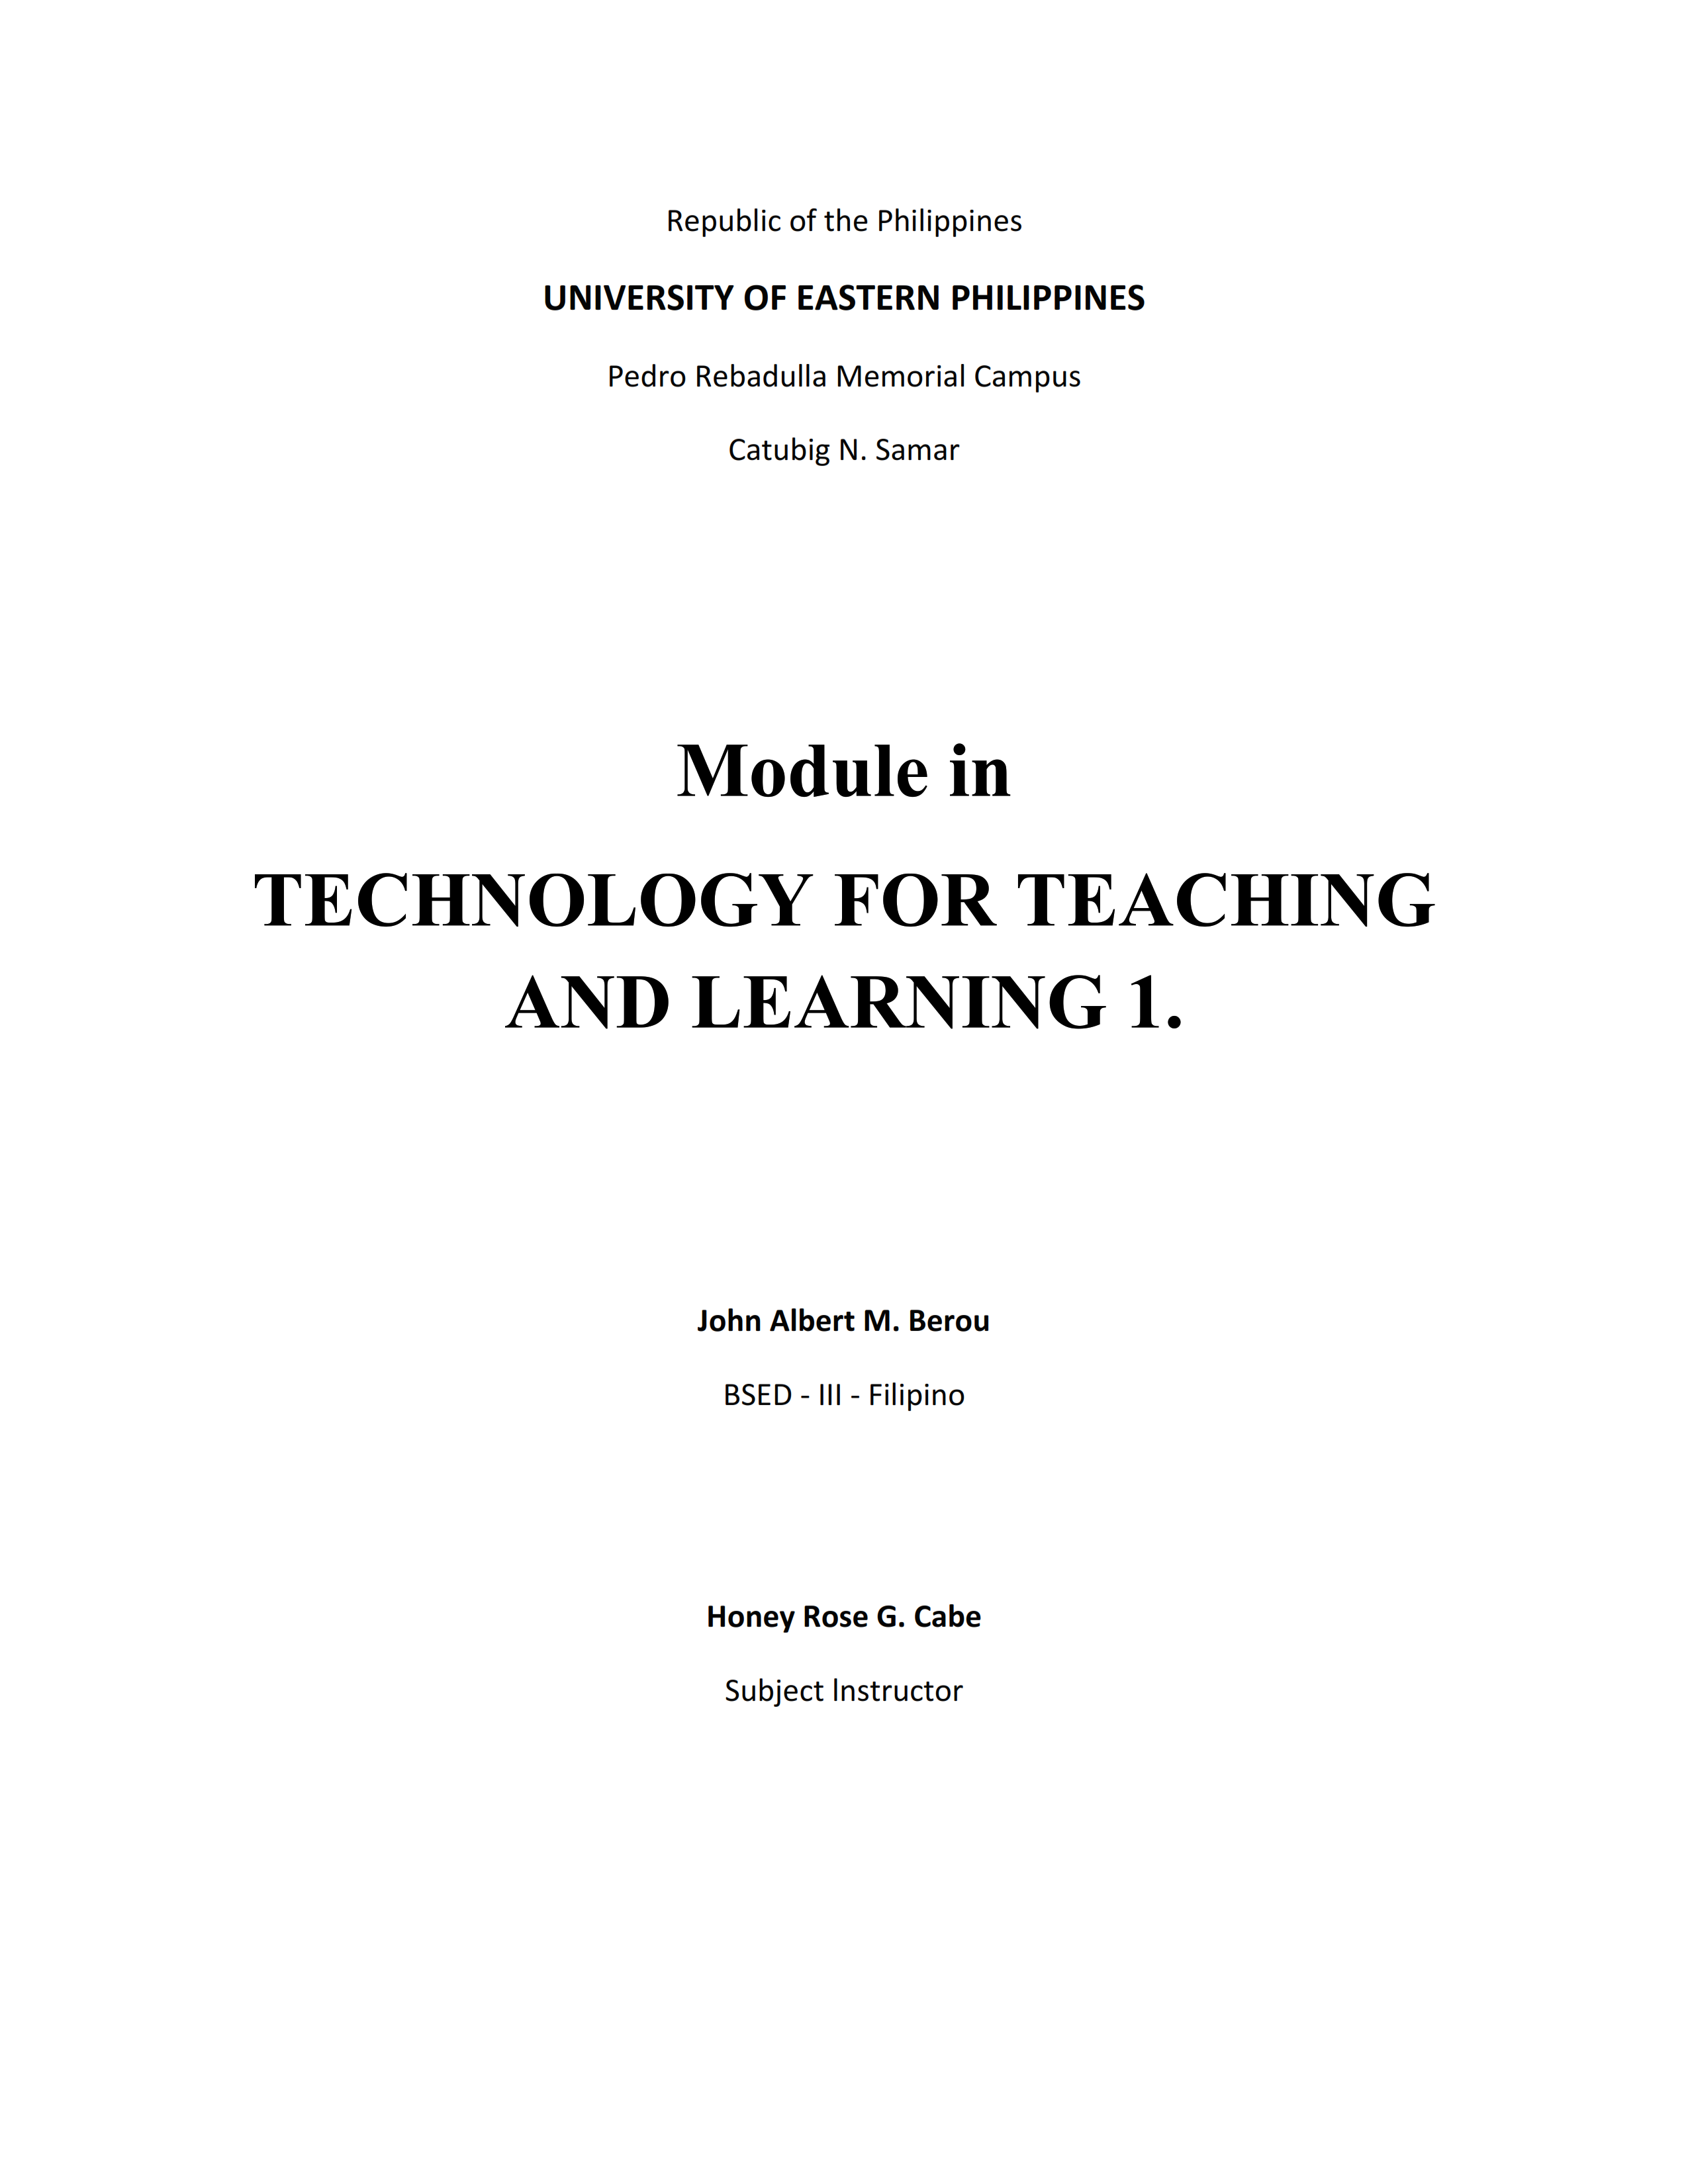 Republic of the Philippines
UNIVERSITY OF EASTERN PHILIPPINES
Pedro Rebadulla Memorial Campus
Catubig N. Samar
Module in
TECHNOLOGY FOR TEACHING
AND LEARNING 1.
John Albert M. Berou
BSED - III - Filipino
Honey Rose G. Cabe
Subject Instructor